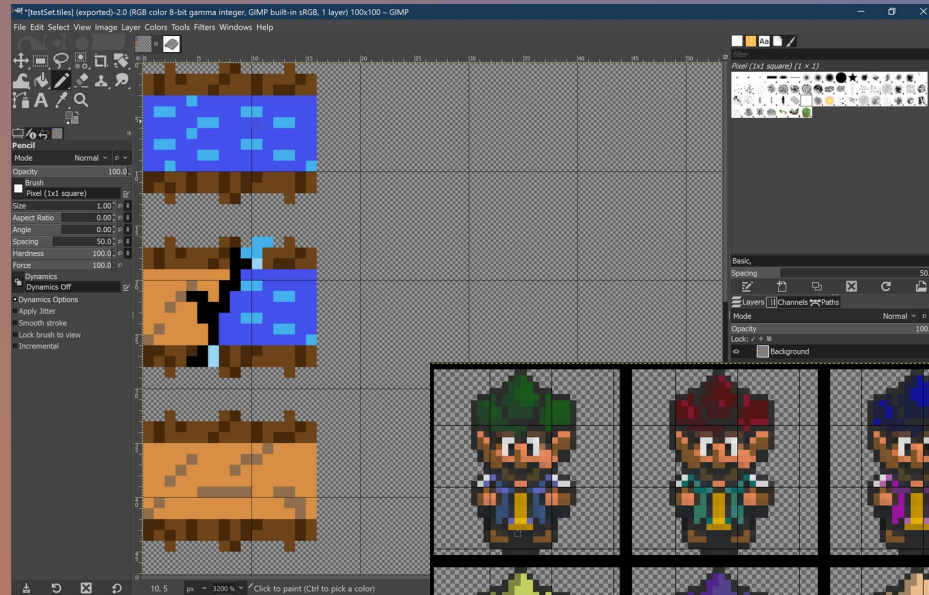 *[testSet.tiles] (exported)-2.0 (RGB color 8-bit gamma integer, GIMP built-in sRGB, 1 layer) 100x100 – GIMP
File Edit Select View Image Layer Colors Tools Filters Windows Help
Pencil
Mode Normal
Opacity 100.0
Brush
Pixel (1x1 square)
Size 1.00
Aspect Ratio 0.00
Angle 0.00
Spacing 50.0
Hardness 100.0
Force 100.0
Dynamics
Dynamics Off
Dynamics Options
Apply Jitter
Smooth stroke
Lock brush to view
Incremental
10, 5 px 3200 % Click to paint (Ctrl to pick a color)
Aa
filter
Pixel (1x1 square) (1 × 1)
Basic,
Spacing 50.
Layers Channels Paths
Mode Normal
Opacity 100.
Lock:
Background